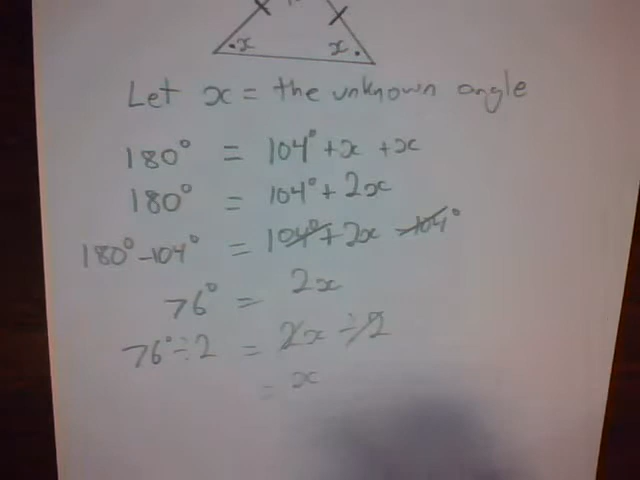 x x
Let x = the unknown angle
180° = 104° + x + x
180° = 104° + 2x
180° - 104° = 104° + 2x - 104°
76° = 2x
76° ÷ 2 = 2x ÷ 2
= x